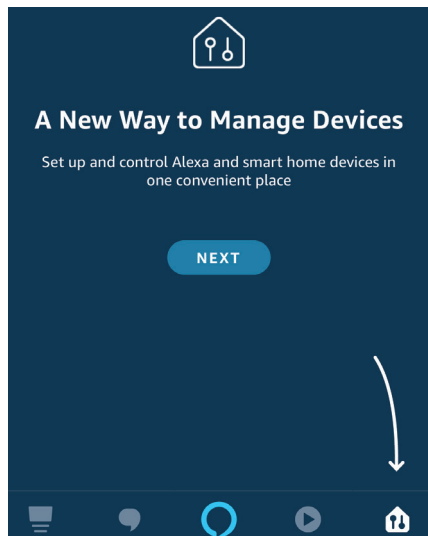 A New Way to Manage Devices
Set up and control Alexa and smart home devices in
one convenient place
NEXT